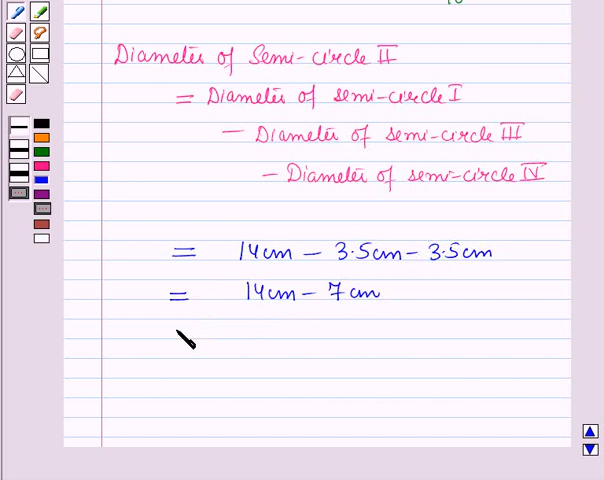 Diameter of Semi-circle II
= Diameter of semi-circle I
- Diameter of semi-circle III
- Diameter of semi-circle IV
= 14cm - 3.5cm - 3.5cm
= 14cm - 7cm